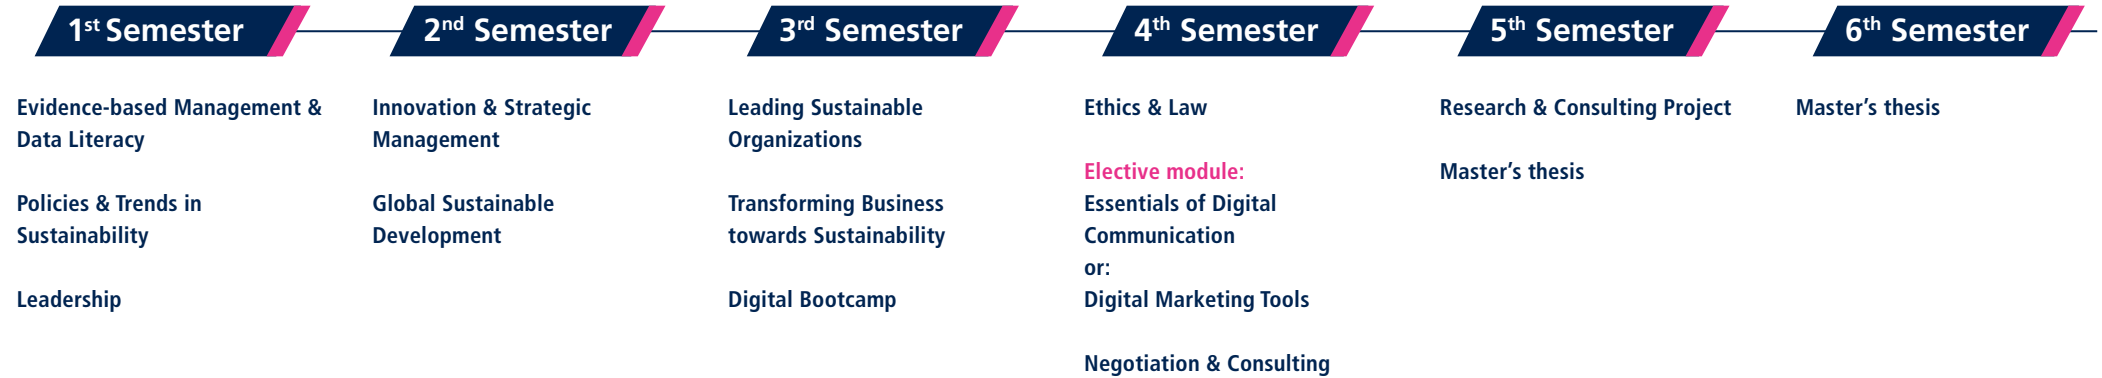 1st Semester
Evidence-based Management &
Data Literacy
Policies & Trends in
Sustainability
Leadership
2nd Semester
Innovation & Strategic
Management
Global Sustainable
Development
3rd Semester
Leading Sustainable
Organizations
Transforming Business
towards Sustainability
Digital Bootcamp
4th Semester
Ethics & Law
Elective module:
Essentials of Digital
Communication
or:
Digital Marketing Tools
Negotiation & Consulting
5th Semester
Research & Consulting Project
Master’s thesis
6th Semester
Master’s thesis